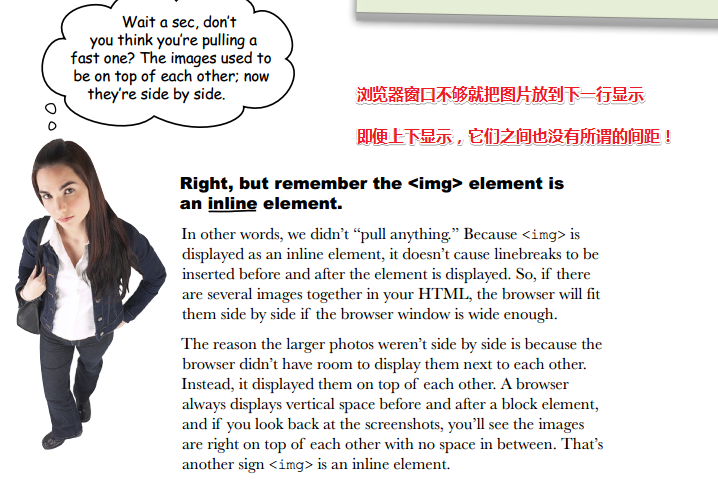 Wait a sec, don't
you think you're pulling a
fast one? The images used to
be on top of each other; now
they're side by side.
浏览器窗口不够就把图片放到下一行显示
即便上下显示，它们之间也没有所谓的间距！
Right, but remember the <img> element is
an inline element.
In other words, we didn't “pull anything.” Because <img> is
displayed as an inline element, it doesn't cause linebreaks to be
inserted before and after the element is displayed. So, if there
are several images together in your HTML, the browser will fit
them side by side if the browser window is wide enough.
The reason the larger photos weren't side by side is because the
browser didn't have room to display them next to each other.
Instead, it displayed them on top of each other. A browser
always displays vertical space before and after a block element,
and if you look back at the screenshots, you'll see the images
are right on top of each other with no space in between. That's
another sign <img> is an inline element.